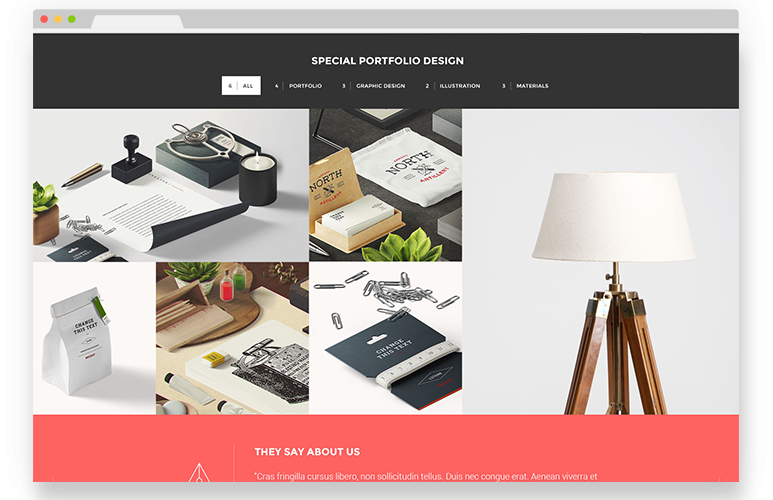 SPECIAL PORTFOLIO DESIGN
6 ALL 4 PORTFOLIO 3 GRAPHIC DESIGN 2 ILLUSTRATION 3 MATERIALS
NORTH
ARTILLERY
NORTH
ARTILLERY
CHANGE
THIS TEXT
CHANGE
THIS TEXT
THEY SAY ABOUT US
"Cras fringilla cursus libero, non sollicitudin tellus. Duis nec congue erat. Aenean viverra et